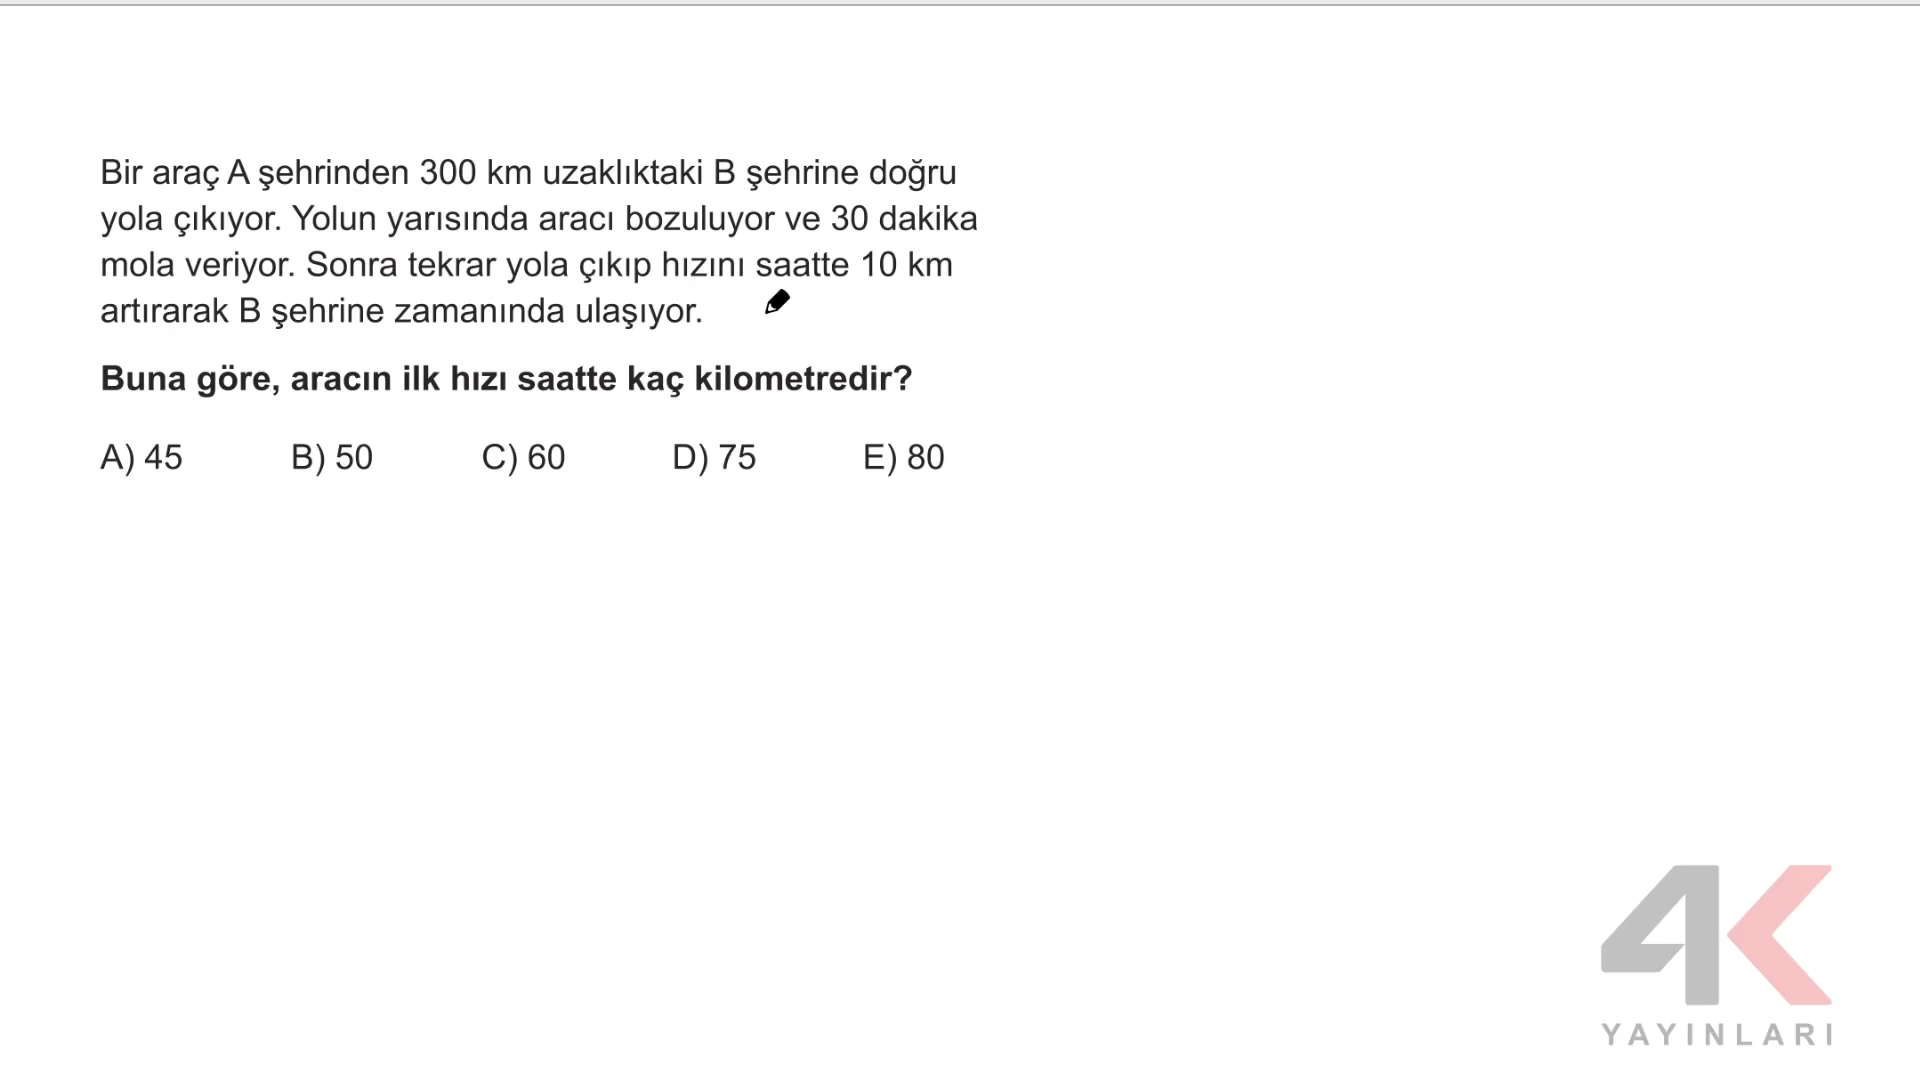 Bir araç A şehrinden 300 km uzaklıktaki B şehrine doğru
yola çıkıyor. Yolun yarısında aracı bozuluyor ve 30 dakika
mola veriyor. Sonra tekrar yola çıkıp hızını saatte 10 km
artırarak B şehrine zamanında ulaşıyor.
Buna göre, aracın ilk hızı saatte kaç kilometredir?
A) 45 B) 50 C) 60 D) 75 E) 80
4K
YAYINLARI